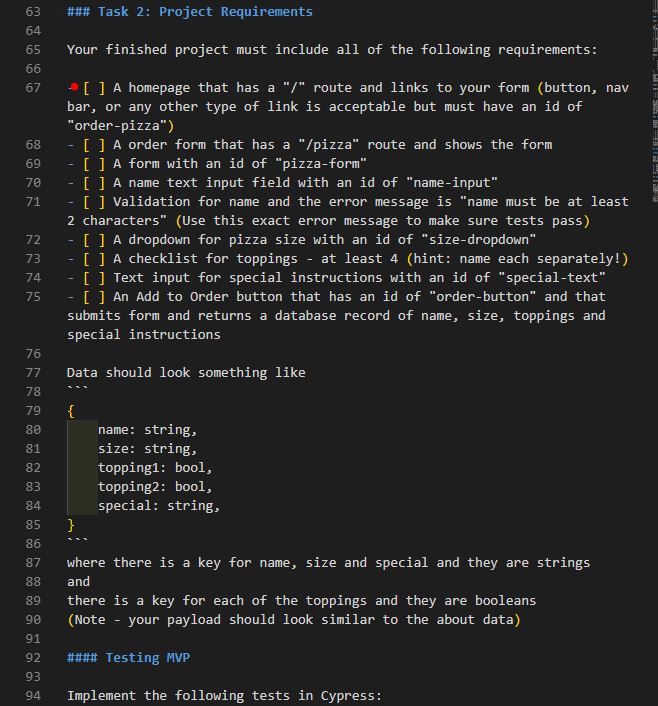 63 ### Task 2: Project Requirements
64
65 Your finished project must include all of the following requirements:
66
67 - [ ] A homepage that has a "/" route and links to your form (button, nav
bar, or any other type of link is acceptable but must have an id of
"order-pizza")
68 - [ ] A order form that has a "/pizza" route and shows the form
69 - [ ] A form with an id of "pizza-form"
70 - [ ] A name text input field with an id of "name-input"
71 - [ ] Validation for name and the error message is "name must be at least
2 characters" (Use this exact error message to make sure tests pass)
72 - [ ] A dropdown for pizza size with an id of "size-dropdown"
73 - [ ] A checklist for toppings - at least 4 (hint: name each separately!)
74 - [ ] Text input for special instructions with an id of "special-text"
75 - [ ] An Add to Order button that has an id of "order-button" and that
submits form and returns a database record of name, size, toppings and
special instructions
76
77 Data should look something like
78 ```
79 {
80 name: string,
81 size: string,
82 topping1: bool,
83 topping2: bool,
84 special: string,
85 }
86 ```
87 where there is a key for name, size and special and they are strings
88 and
89 there is a key for each of the toppings and they are booleans
90 (Note - your payload should look similar to the about data)
91
92 #### Testing MVP
93
94 Implement the following tests in Cypress: